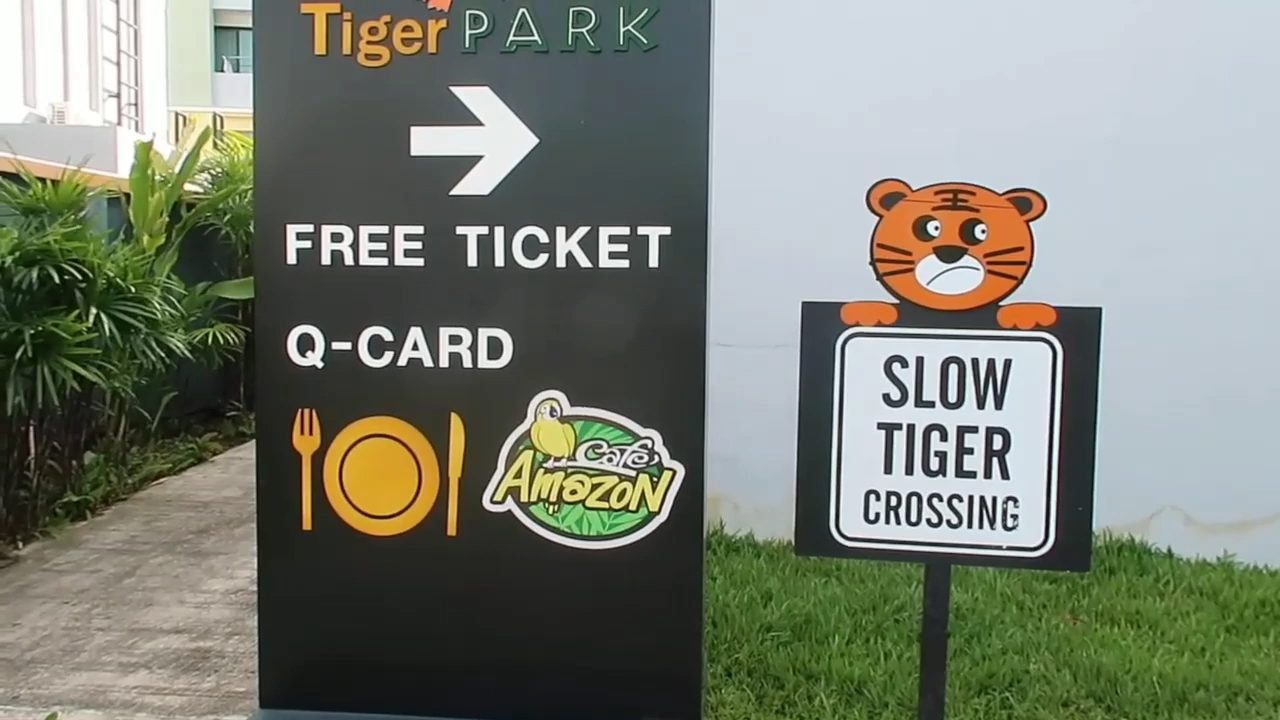 Tiger PARK
FREE TICKET
Q-CARD
Café
Amazon
SLOW
TIGER
CROSSING